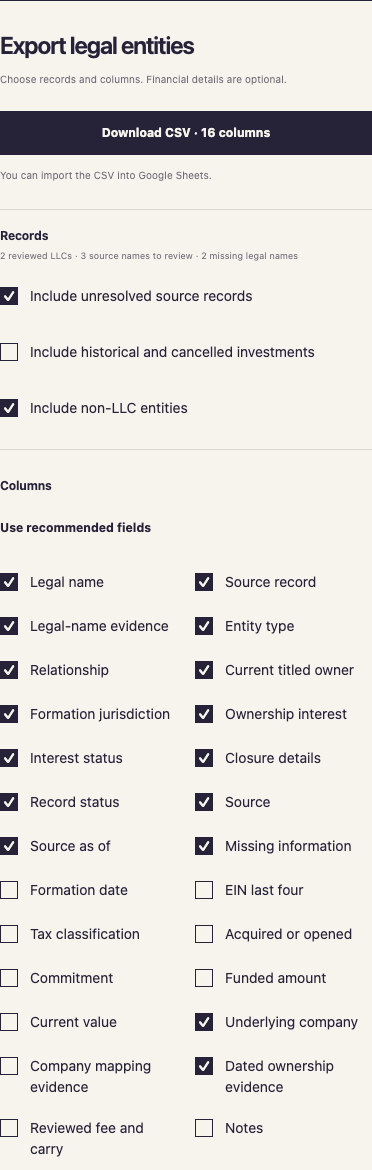 Export legal entities
Choose records and columns. Financial details are optional.
Download CSV · 16 columns
You can import the CSV into Google Sheets.
Records
2 reviewed LLCs · 3 source names to review · 2 missing legal names
Include unresolved source records
Include historical and cancelled investments
Include non-LLC entities
Columns
Use recommended fields
Legal name
Source record
Legal-name evidence
Entity type
Relationship
Current titled owner
Formation jurisdiction
Ownership interest
Interest status
Closure details
Record status
Source
Source as of
Missing information
Formation date
EIN last four
Tax classification
Acquired or opened
Commitment
Funded amount
Current value
Underlying company
Company mapping
evidence
Dated ownership
evidence
Reviewed fee and
carry
Notes